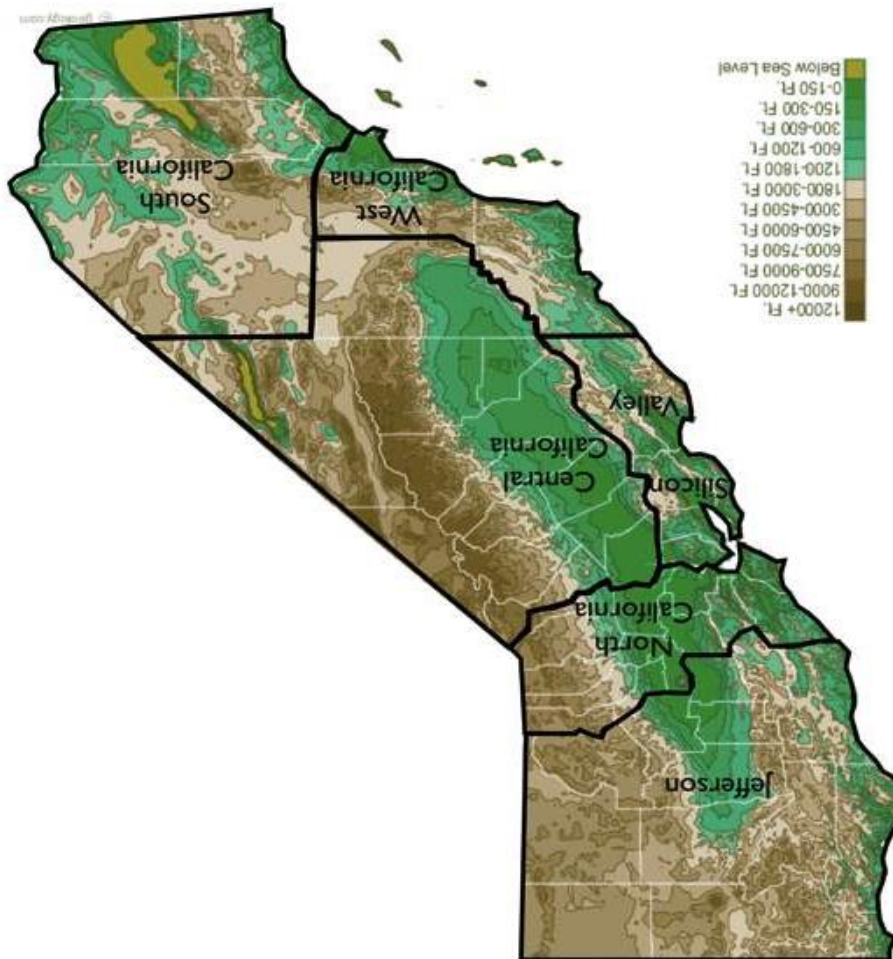 Jefferson
North
California
Silicon
Valley
Central
California
12000+ Ft.
9000-12000 Ft.
7500-9000 Ft.
6000-7500 Ft.
4500-6000 Ft.
3000-4500 Ft.
1800-3000 Ft.
1200-1800 Ft.
600-1200 Ft.
300-600 Ft.
150-300 Ft.
0-150 Ft.
Below Sea Level
West
California
South
California
© geology.com